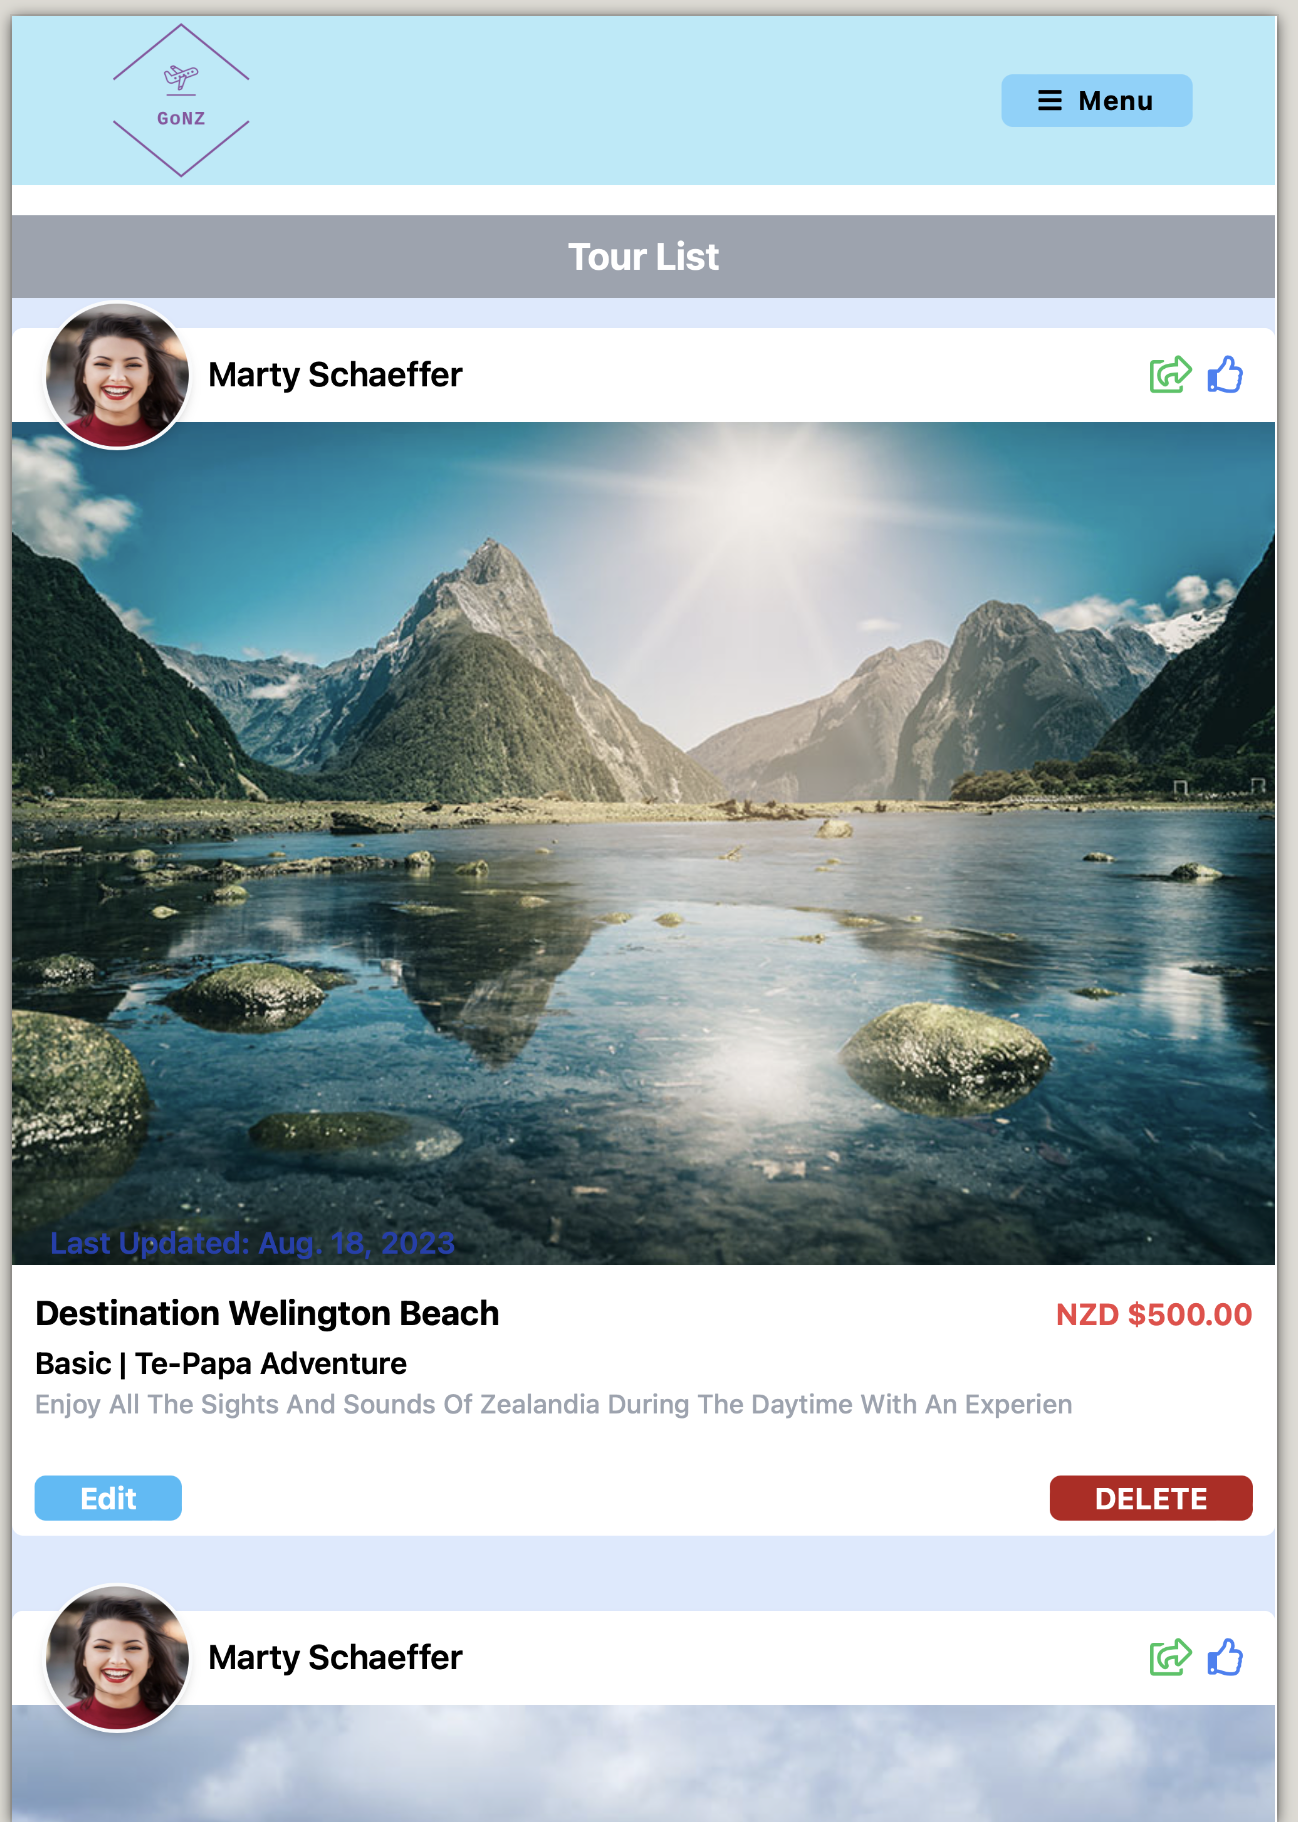 GoNZ
Menu
Tour List
Marty Schaeffer
Last Updated: Aug. 18, 2023
Destination Welington Beach
NZD $500.00
Basic | Te-Papa Adventure
Enjoy All The Sights And Sounds Of Zealandia During The Daytime With An Experien
Edit
DELETE
Marty Schaeffer